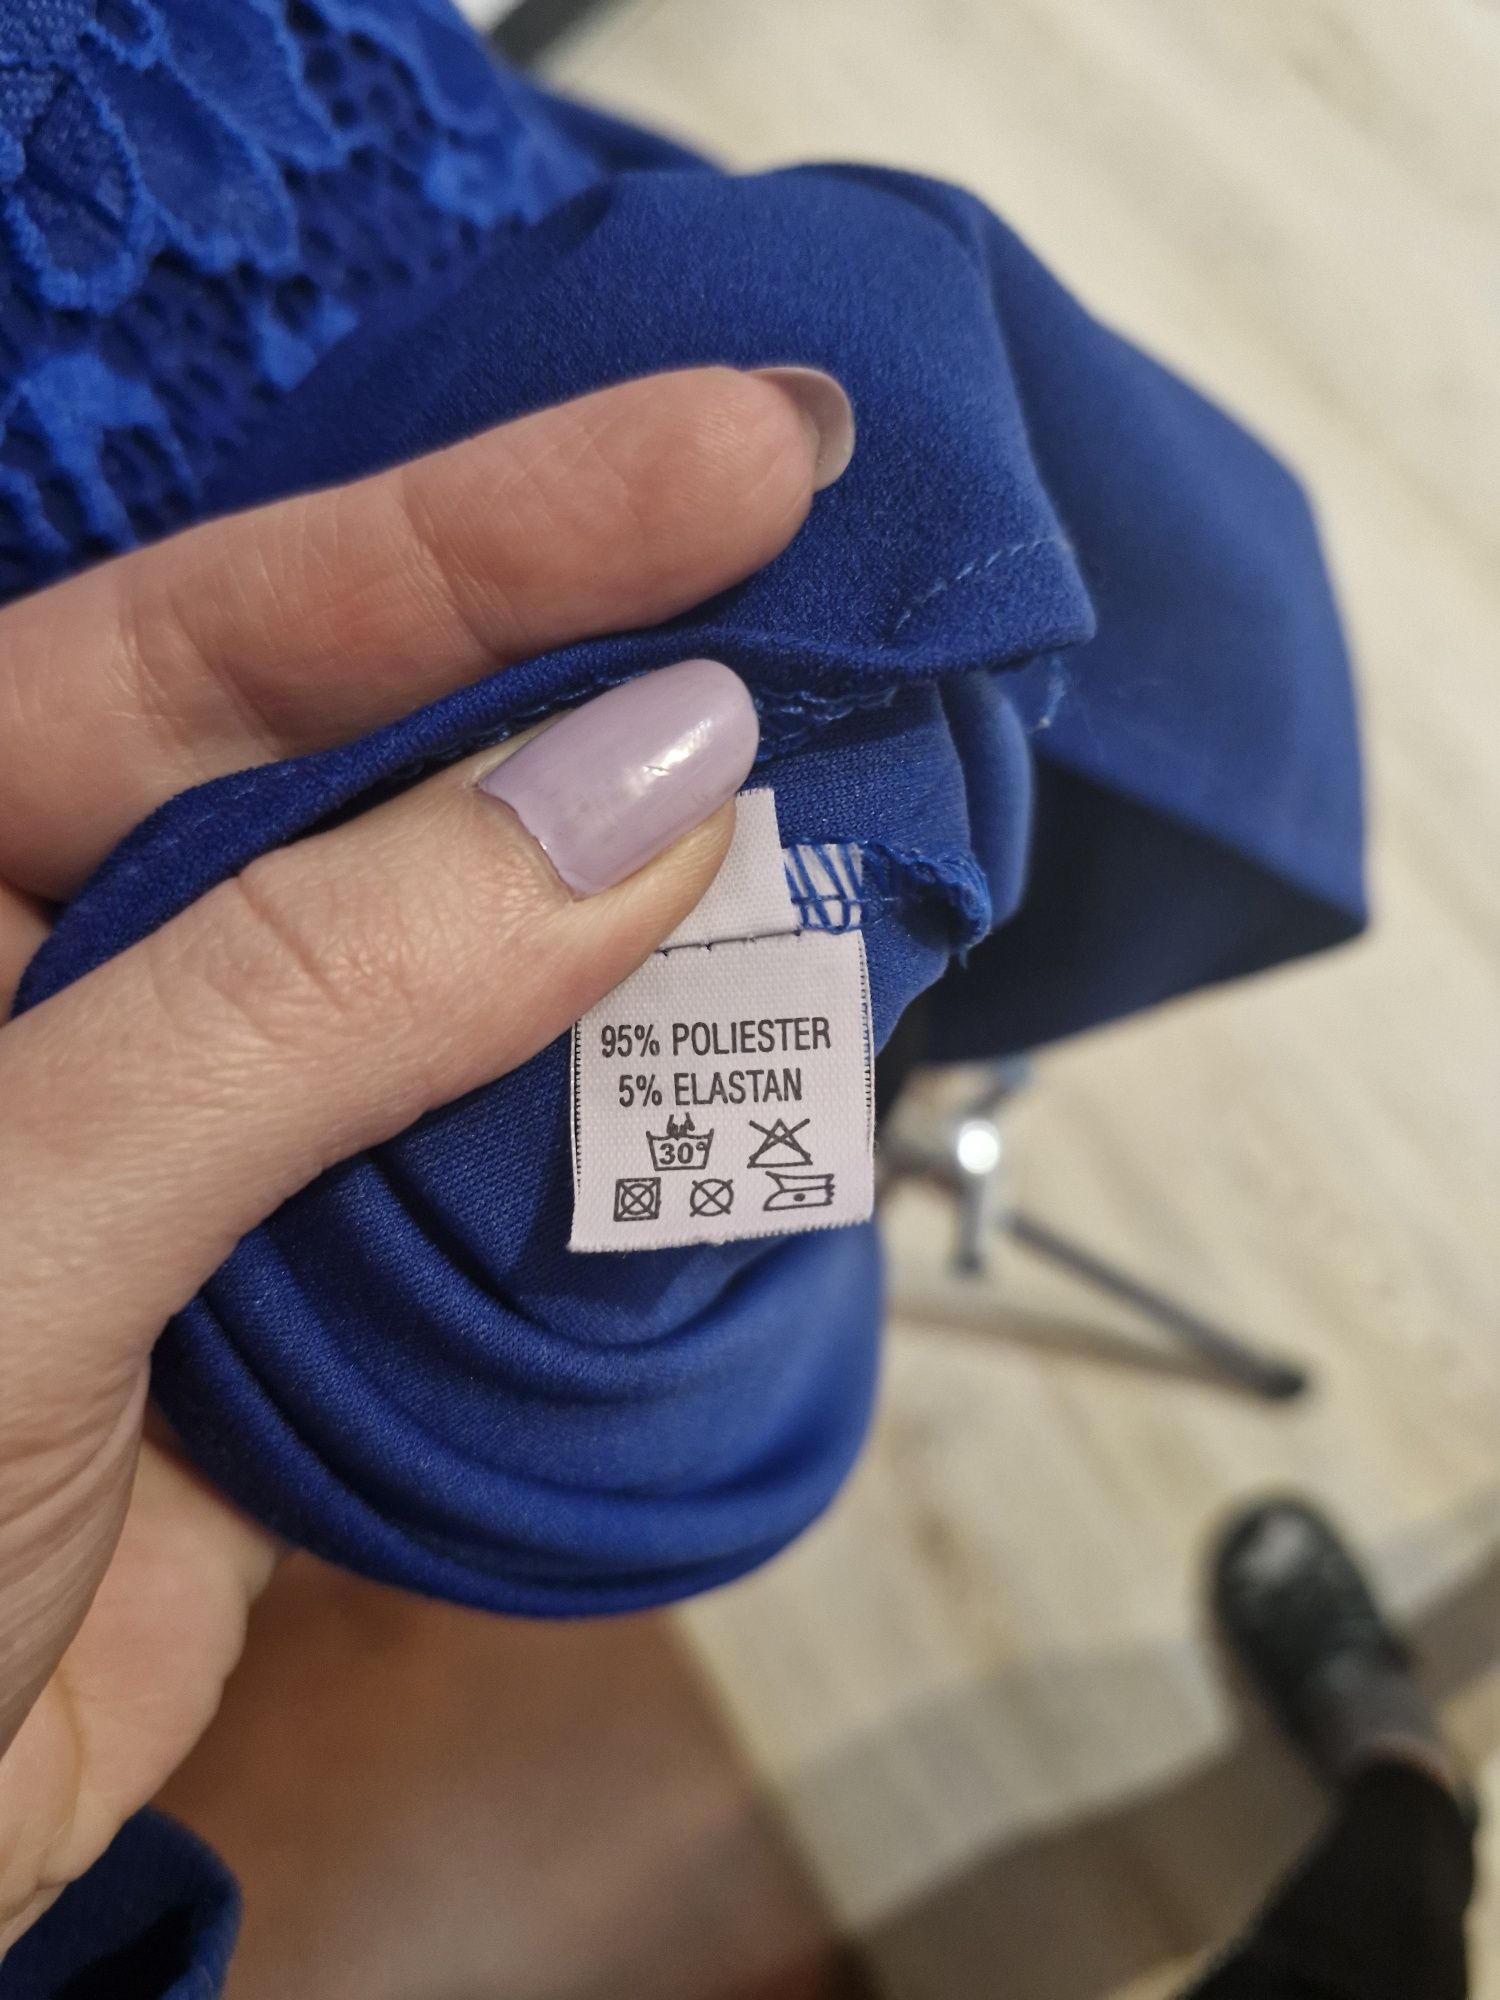 95% POLIESTER
5% ELASTAN
30°